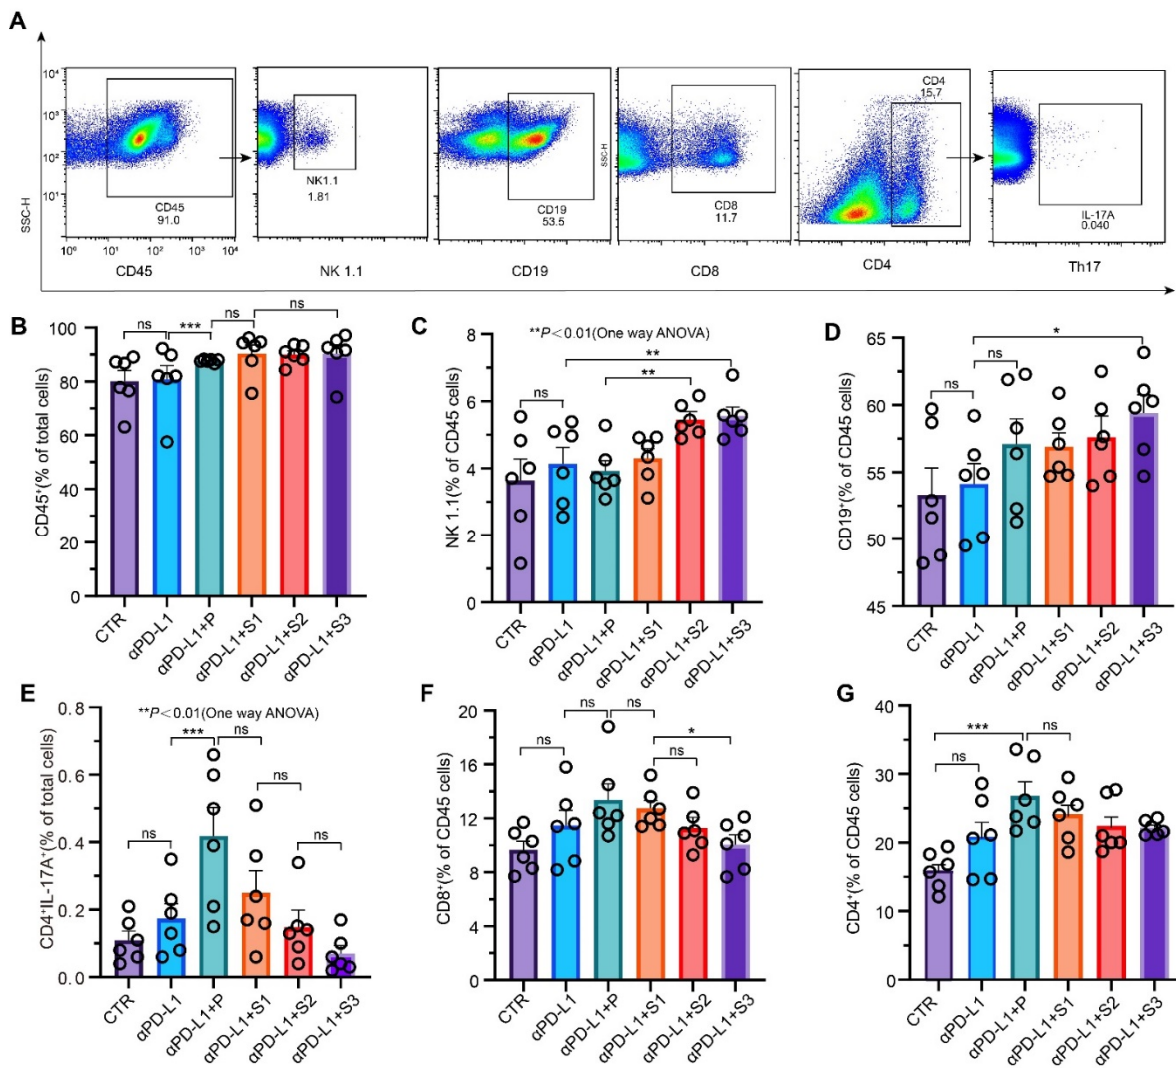 A
SSC-H
10⁴
10³
10²
10¹
10⁰ 10¹ 10² 10³ 10⁴
CD45
91.0
CD45
NK1.1
1.81
NK 1.1
CD19
53.5
CD19
SSC-H
CD8
11.7
CD8
CD4
15.7
CD4
IL-17A
0.040
Th17
B
CD45⁺(% of total cells)
100
80
60
40
20
0
ns
***
ns
ns
CTR
αPD-L1
αPD-L1+P
αPD-L1+S1
αPD-L1+S2
αPD-L1+S3
C
**P<0.01(One way ANOVA)
NK 1.1(% of CD45 cells)
8
6
4
2
0
ns
**
**
CTR
αPD-L1
αPD-L1+P
αPD-L1+S1
αPD-L1+S2
αPD-L1+S3
D
CD19⁺(% of CD45 cells)
65
60
55
50
45
ns
*
CTR
αPD-L1
αPD-L1+P
αPD-L1+S1
αPD-L1+S2
αPD-L1+S3
E
**P<0.01(One way ANOVA)
CD4⁺IL-17A⁺(% of total cells)
0.8
0.6
0.4
0.2
0.0
ns
***
ns
ns
ns
CTR
αPD-L1
αPD-L1+P
αPD-L1+S1
αPD-L1+S2
αPD-L1+S3
F
CD8⁺(% of CD45 cells)
20
16
12
8
4
0
ns
ns
ns
ns
*
CTR
αPD-L1
αPD-L1+P
αPD-L1+S1
αPD-L1+S2
αPD-L1+S3
G
CD4⁺(% of CD45 cells)
40
30
20
10
0
ns
***
ns
CTR
αPD-L1
αPD-L1+P
αPD-L1+S1
αPD-L1+S2
αPD-L1+S3